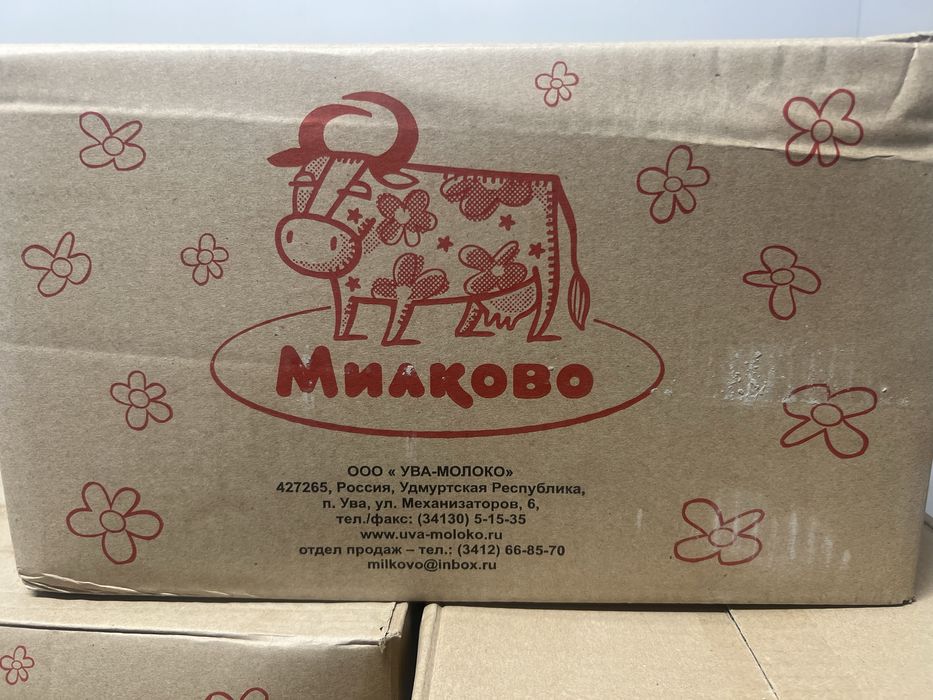 Милково
ООО « УВА-МОЛОКО»
427265, Россия, Удмуртская Республика,
п. Ува, ул. Механизаторов, 6,
тел./факс: (34130) 5-15-35
www.uva-moloko.ru
отдел продаж – тел.: (3412) 66-85-70
milkovo@inbox.ru